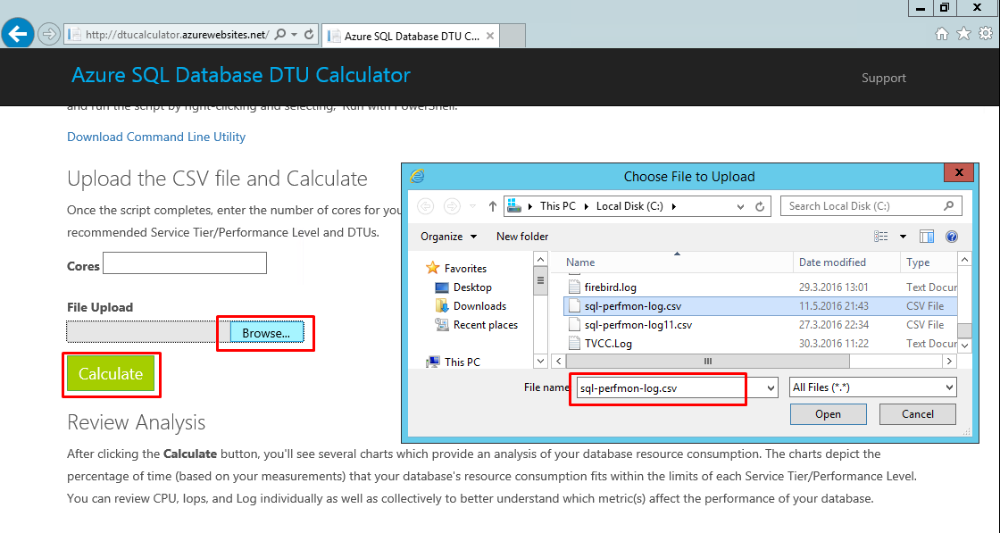 http://dtucalculator.azurewebsites.net/
Azure SQL Database DTU C...
Azure SQL Database DTU Calculator
Support
and run the script by right-clicking and selecting, "Run with PowerShell."
Download Command Line Utility
Upload the CSV file and Calculate
Once the script completes, enter the number of cores for you
recommended Service Tier/Performance Level and DTUs.
Cores
File Upload
Browse...
Calculate
Choose File to Upload
This PC
Local Disk (C:)
Search Local Disk (C:)
Organize
New folder
Favorites
Desktop
Downloads
Recent places
This PC
Name Date modified Type
firebird.log 29.3.2016 13:01 Text Docur
sql-perfmon-log.csv 11.5.2016 21:43 CSV File
sql-perfmon-log11.csv 27.3.2016 22:34 CSV File
TVCC.Log 30.3.2016 11:22 Text Docur
File name
sql-perfmon-log.csv
All Files (*.*)
Open
Cancel
Review Analysis
After clicking the Calculate button, you'll see several charts which provide an analysis of your database resource consumption. The charts depict the
percentage of time (based on your measurements) that your database's resource consumption fits within the limits of each Service Tier/Performance Level.
You can review CPU, Iops, and Log individually as well as collectively to better understand which metric(s) affect the performance of your database.